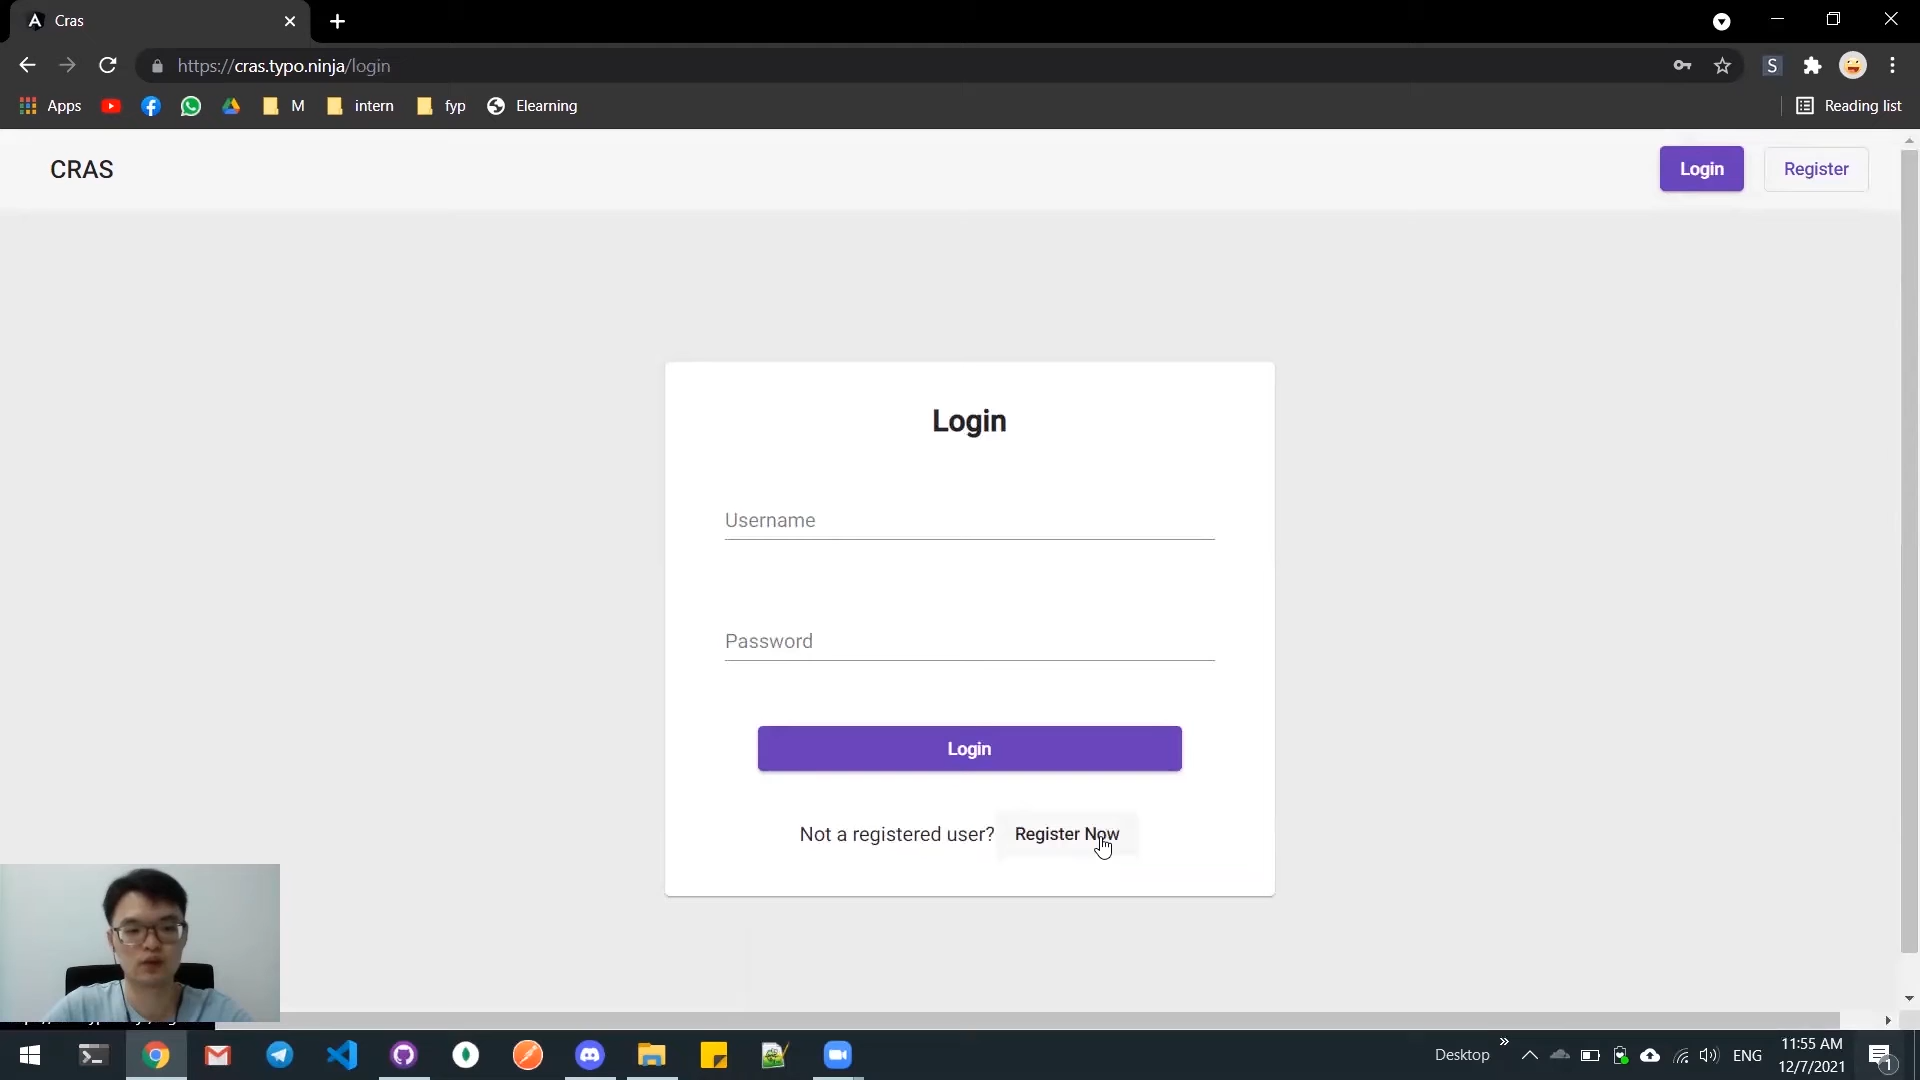 Cras
https://cras.typo.ninja/login
S
Apps
M
intern
fyp
Elearning
Reading list
CRAS
Login
Register
Login
Username
Password
Login
Not a registered user? Register Now
Desktop
ENG
11:55 AM
12/7/2021
1